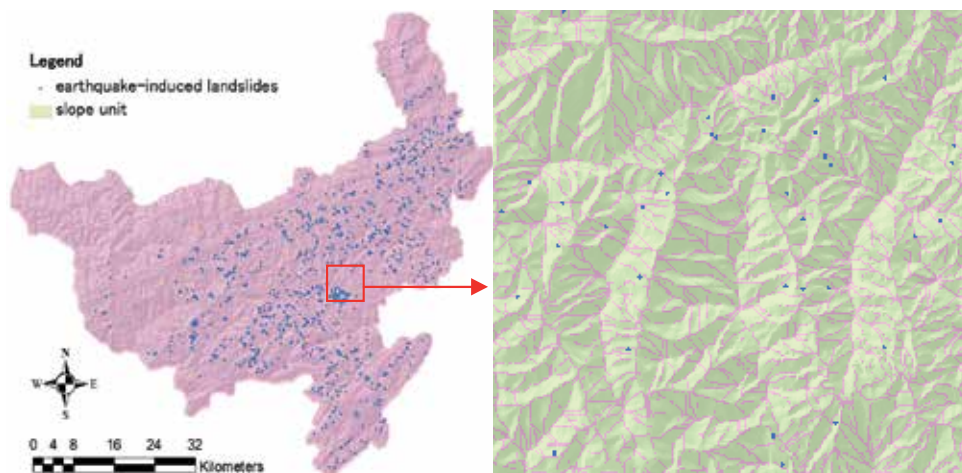 Legend
earthquake-induced landslides
slope unit
N
W E
S
0 4 8 16 24 32
Kilometers